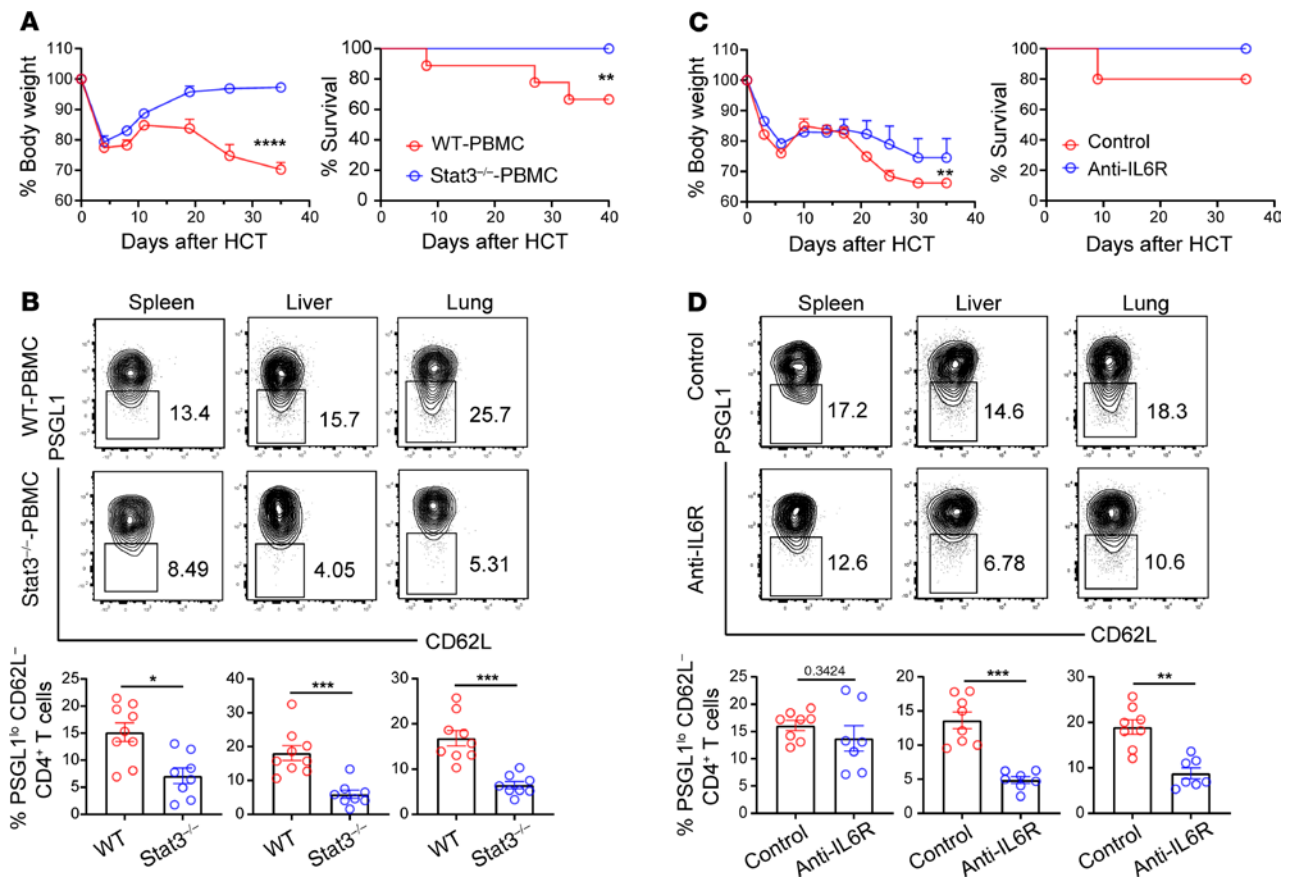 A
110
100
90
80
70
60
% Body weight
0 10 20 30 40
Days after HCT
****
100
80
60
40
20
0
% Survival
0 10 20 30 40
Days after HCT
**
WT-PBMC
Stat3–/–-PBMC
C
110
100
90
80
70
60
% Body weight
0 10 20 30 40
Days after HCT
**
100
80
60
40
20
0
% Survival
0 10 20 30 40
Days after HCT
Control
Anti-IL6R
B
Spleen Liver Lung
WT-PBMC
13.4 15.7 25.7
PSGL1
Stat3–/–-PBMC
8.49 4.05 5.31
CD62L
% PSGL1lo CD62L–
CD4+ T cells
25
20
15
10
5
0
*
WT Stat3–/–
40
30
20
10
0
***
WT Stat3–/–
30
20
10
0
***
WT Stat3–/–
D
Spleen Liver Lung
Control
17.2 14.6 18.3
PSGL1
Anti-IL6R
12.6 6.78 10.6
CD62L
% PSGL1lo CD62L–
CD4+ T cells
25
20
15
10
5
0
0.3424
Control Anti-IL6R
20
15
10
5
0
***
Control Anti-IL6R
30
20
10
0
**
Control Anti-IL6R